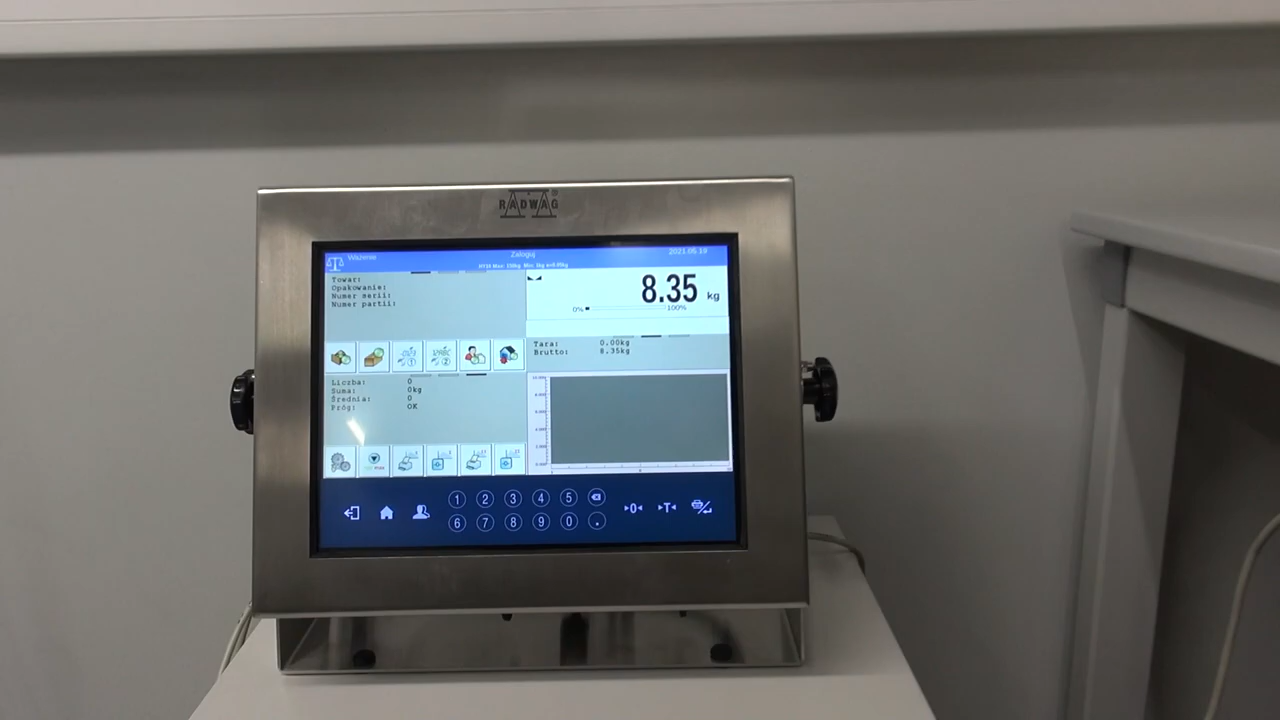 RADWAG
Ważenie
Zaloguj
2021.05.19
8.35 kg
0% 100%
Towar:
Opakowanie:
Numer serii:
Numer partii:
Tara: 0.00kg
Brutto: 8.35kg
Liczba: 0
Suma: 0kg
Średnia: 0
Próg: OK
1 2 3 4 5
6 7 8 9 0 .
▸0◂ ▸T◂